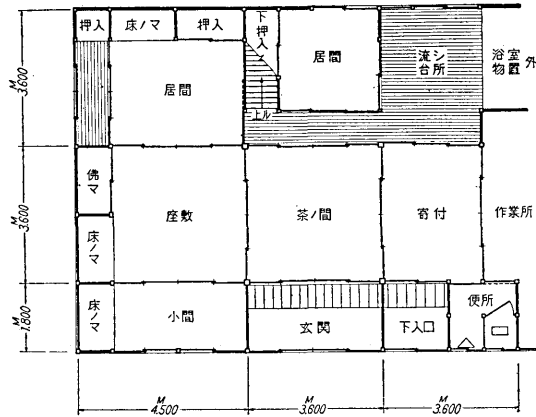 押入
床ノマ
押入
下押入
居間
流シ台所
浴室物置外
居間
上ル
佛マ
座敷
茶ノ間
寄付
作業所
床ノマ
床ノマ
小間
玄関
下入口
便所
M 3.600
M 3.600
M 1.800
M 4.500
M 3.600
M 3.600